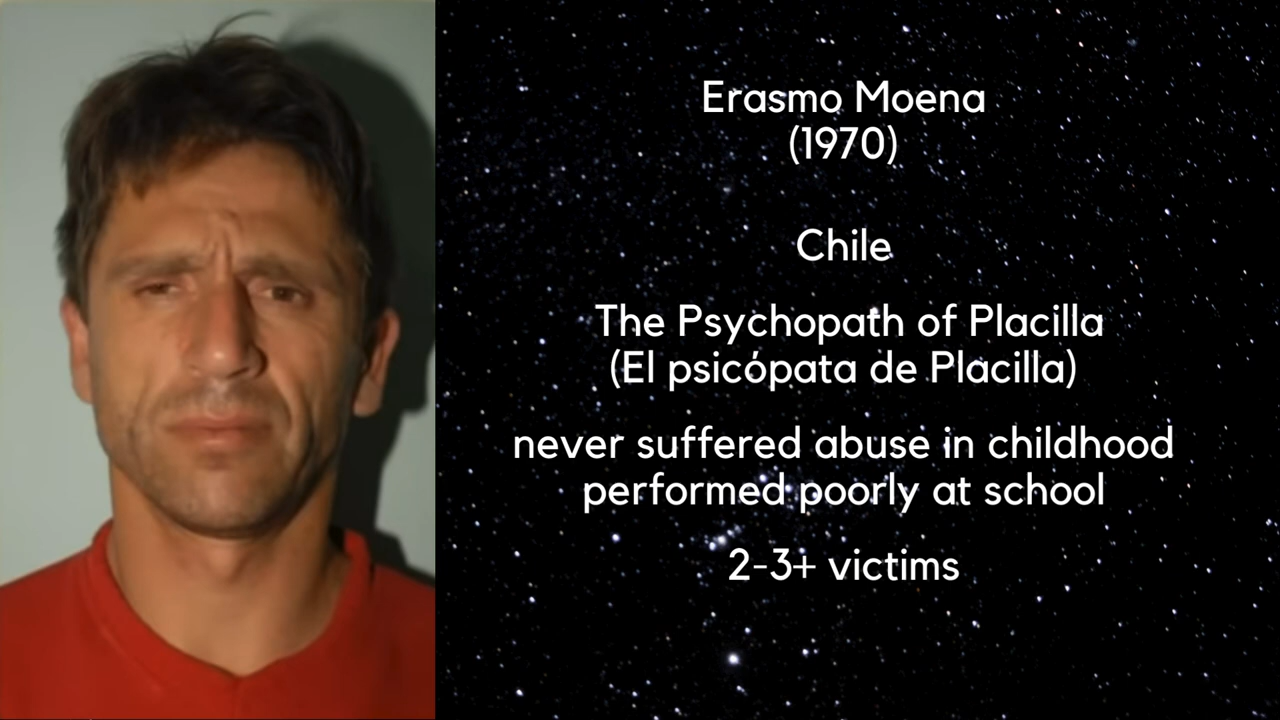 Erasmo Moena
(1970)
Chile
The Psychopath of Placilla
(El psicópata de Placilla)
never suffered abuse in childhood
performed poorly at school
2-3+ victims